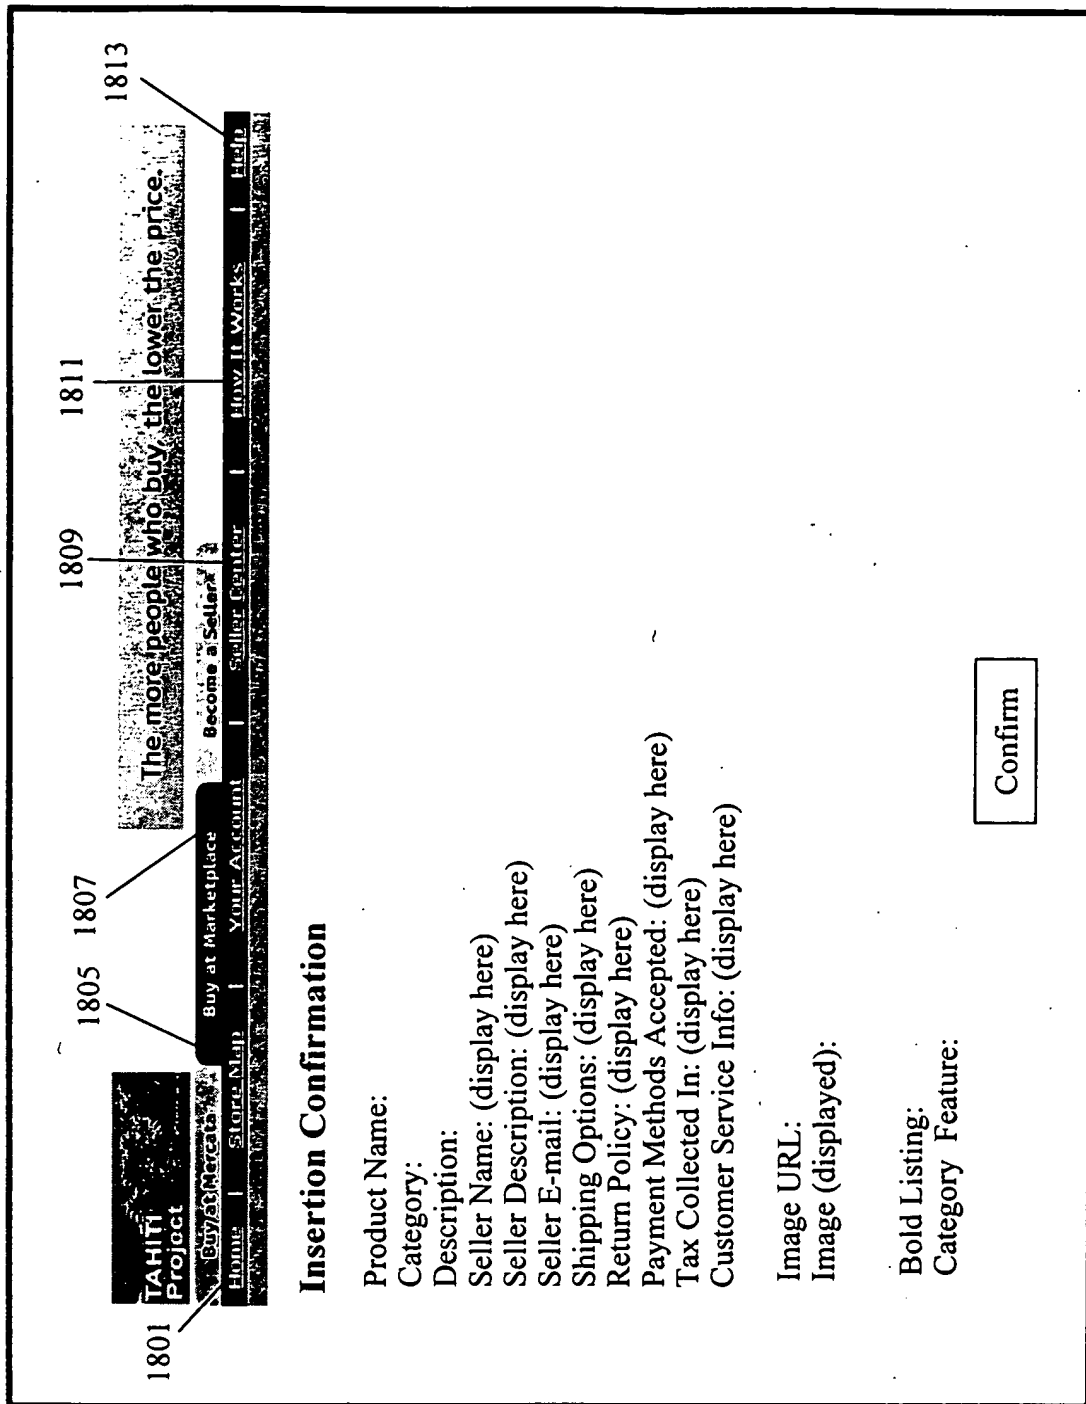 1801
1805
1807
1809
1811
1813
TAHITI
Project
The more people who buy, the lower the price.
Buy at Mercata
Buy at Marketplace
Become a Seller
Home | Store Map | Your Account | Seller Center | How It Works | Help
Insertion Confirmation
Product Name:
Category:
Description:
Seller Name: (display here)
Seller Description: (display here)
Seller E-mail: (display here)
Shipping Options: (display here)
Return Policy: (display here)
Payment Methods Accepted: (display here)
Tax Collected In: (display here)
Customer Service Info: (display here)
Image URL:
Image (displayed):
Bold Listing:
Category Feature:
Confirm